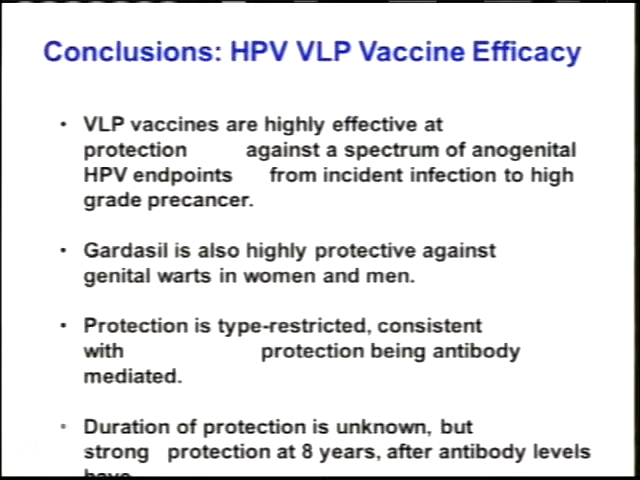 Conclusions: HPV VLP Vaccine Efficacy
• VLP vaccines are highly effective at
protection against a spectrum of anogenital
HPV endpoints from incident infection to high
grade precancer.
• Gardasil is also highly protective against
genital warts in women and men.
• Protection is type-restricted, consistent
with protection being antibody
mediated.
• Duration of protection is unknown, but
strong protection at 8 years, after antibody levels
have